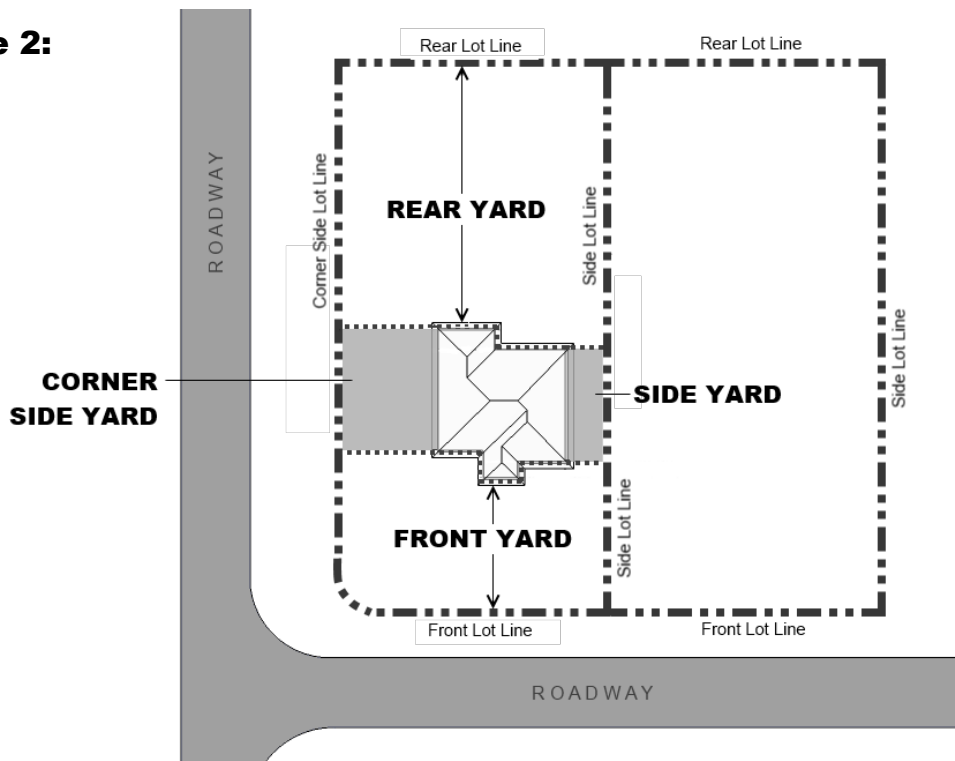 2:
Rear Lot Line
Rear Lot Line
ROADWAY
Corner Side Lot Line
REAR YARD
Side Lot Line
CORNER
SIDE YARD
SIDE YARD
Side Lot Line
FRONT YARD
Side Lot Line
Front Lot Line
Front Lot Line
ROADWAY